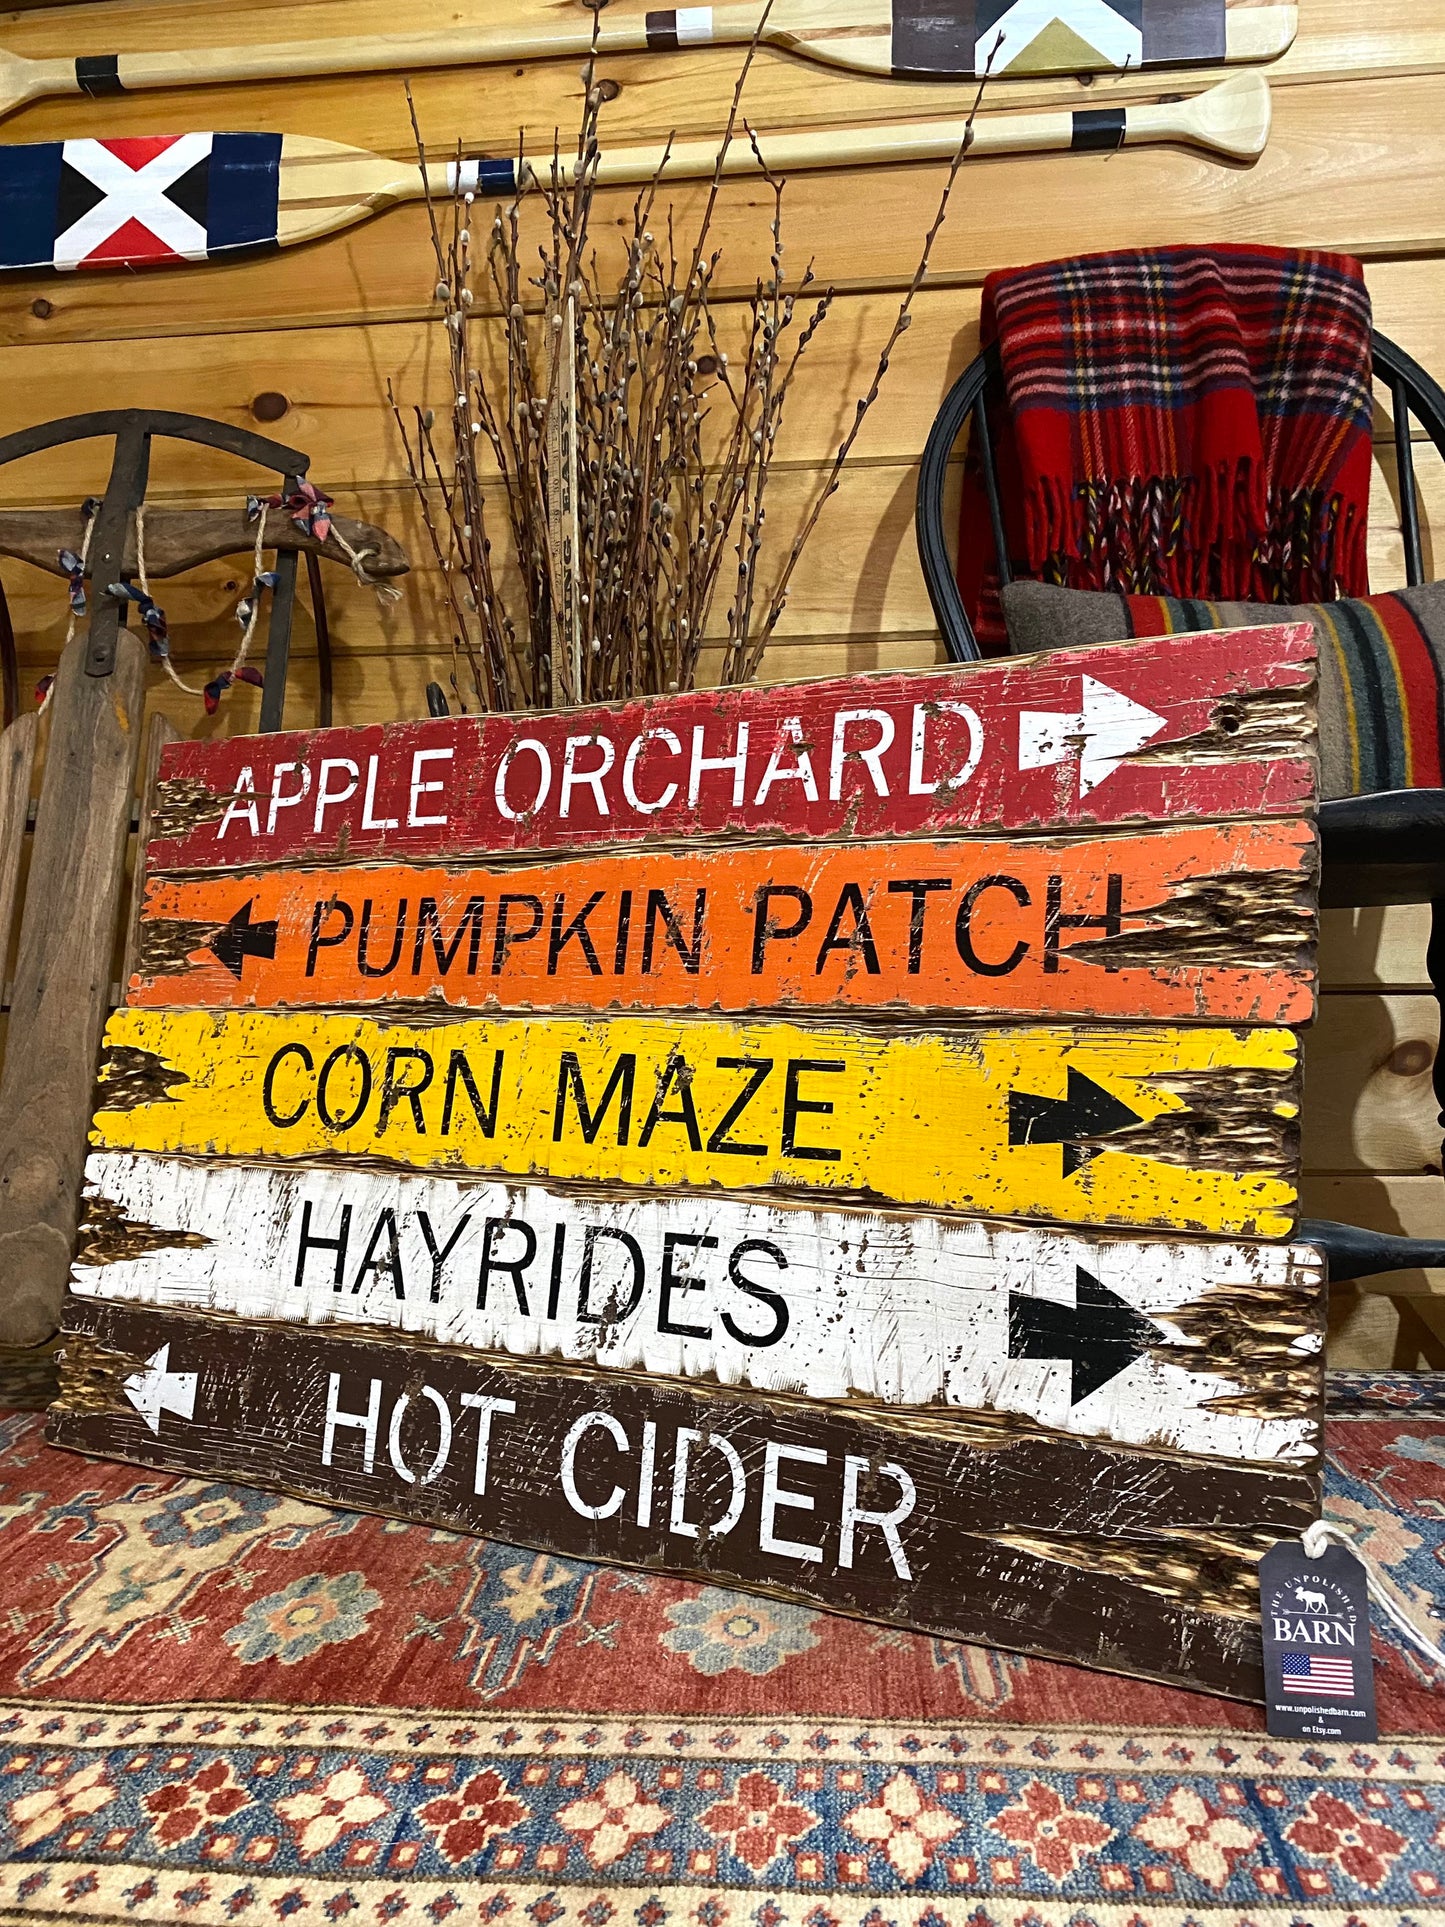 APPLE ORCHARD
PUMPKIN PATCH
CORN MAZE
HAYRIDES
HOT CIDER
THE UNPOLISHED
BARN
www.unpolishedbarn.com
&
on Etsy.com